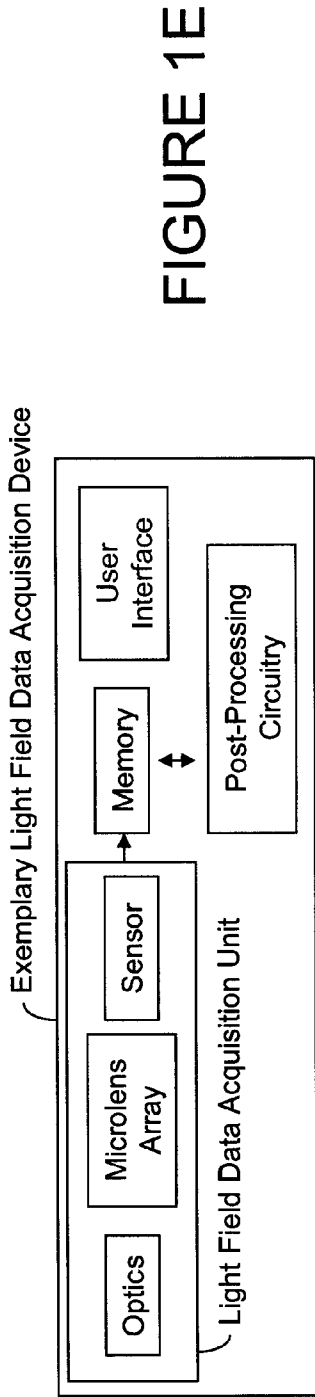 Exemplary Light Field Data Acquisition Device
Optics
Microlens
Array
Sensor
Memory
User
Interface
Post-Processing
Circuitry
Light Field Data Acquisition Unit
FIGURE 1E